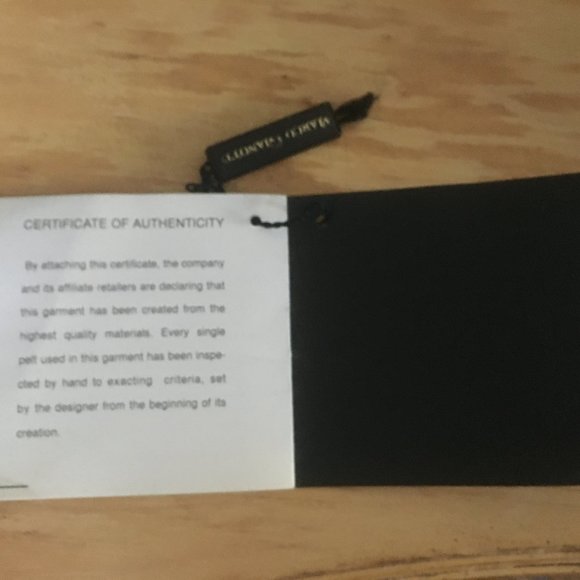 MARCO GIANOTTI
CERTIFICATE OF AUTHENTICITY
By attaching this certificate, the company
and its affiliate retailers are declaring that
this garment has been created from the
highest quality materials. Every single
pelt used in this garment has been inspe-
cted by hand to exacting criteria, set
by the designer from the beginning of its
creation.